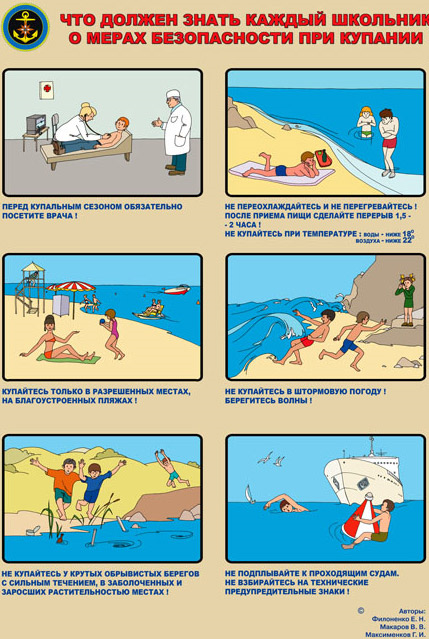 ЧТО ДОЛЖЕН ЗНАТЬ КАЖДЫЙ ШКОЛЬНИК
О МЕРАХ БЕЗОПАСНОСТИ ПРИ КУПАНИИ
ПЕРЕД КУПАЛЬНЫМ СЕЗОНОМ ОБЯЗАТЕЛЬНО
ПОСЕТИТЕ ВРАЧА !
НЕ ПЕРЕОХЛАЖДАЙТЕСЬ И НЕ ПЕРЕГРЕВАЙТЕСЬ !
ПОСЛЕ ПРИЕМА ПИЩИ СДЕЛАЙТЕ ПЕРЕРЫВ 1,5 -
- 2 ЧАСА !
НЕ КУПАЙТЕСЬ ПРИ ТЕМПЕРАТУРЕ : ВОДЫ - НИЖЕ 18°
ВОЗДУХА - НИЖЕ 22°
КУПАЙТЕСЬ ТОЛЬКО В РАЗРЕШЕННЫХ МЕСТАХ,
НА БЛАГОУСТРОЕННЫХ ПЛЯЖАХ !
НЕ КУПАЙТЕСЬ В ШТОРМОВУЮ ПОГОДУ !
БЕРЕГИТЕСЬ ВОЛНЫ !
НЕ КУПАЙТЕСЬ У КРУТЫХ ОБРЫВИСТЫХ БЕРЕГОВ
С СИЛЬНЫМ ТЕЧЕНИЕМ, В ЗАБОЛОЧЕННЫХ И
ЗАРОСШИХ РАСТИТЕЛЬНОСТЬЮ МЕСТАХ !
НЕ ПОДПЛЫВАЙТЕ К ПРОХОДЯЩИМ СУДАМ.
НЕ ВЗБИРАЙТЕСЬ НА ТЕХНИЧЕСКИЕ
ПРЕДУПРЕДИТЕЛЬНЫЕ ЗНАКИ !
© Авторы:
Филоненко Е. Н.
Макаров В. В.
Максименков Г. И.